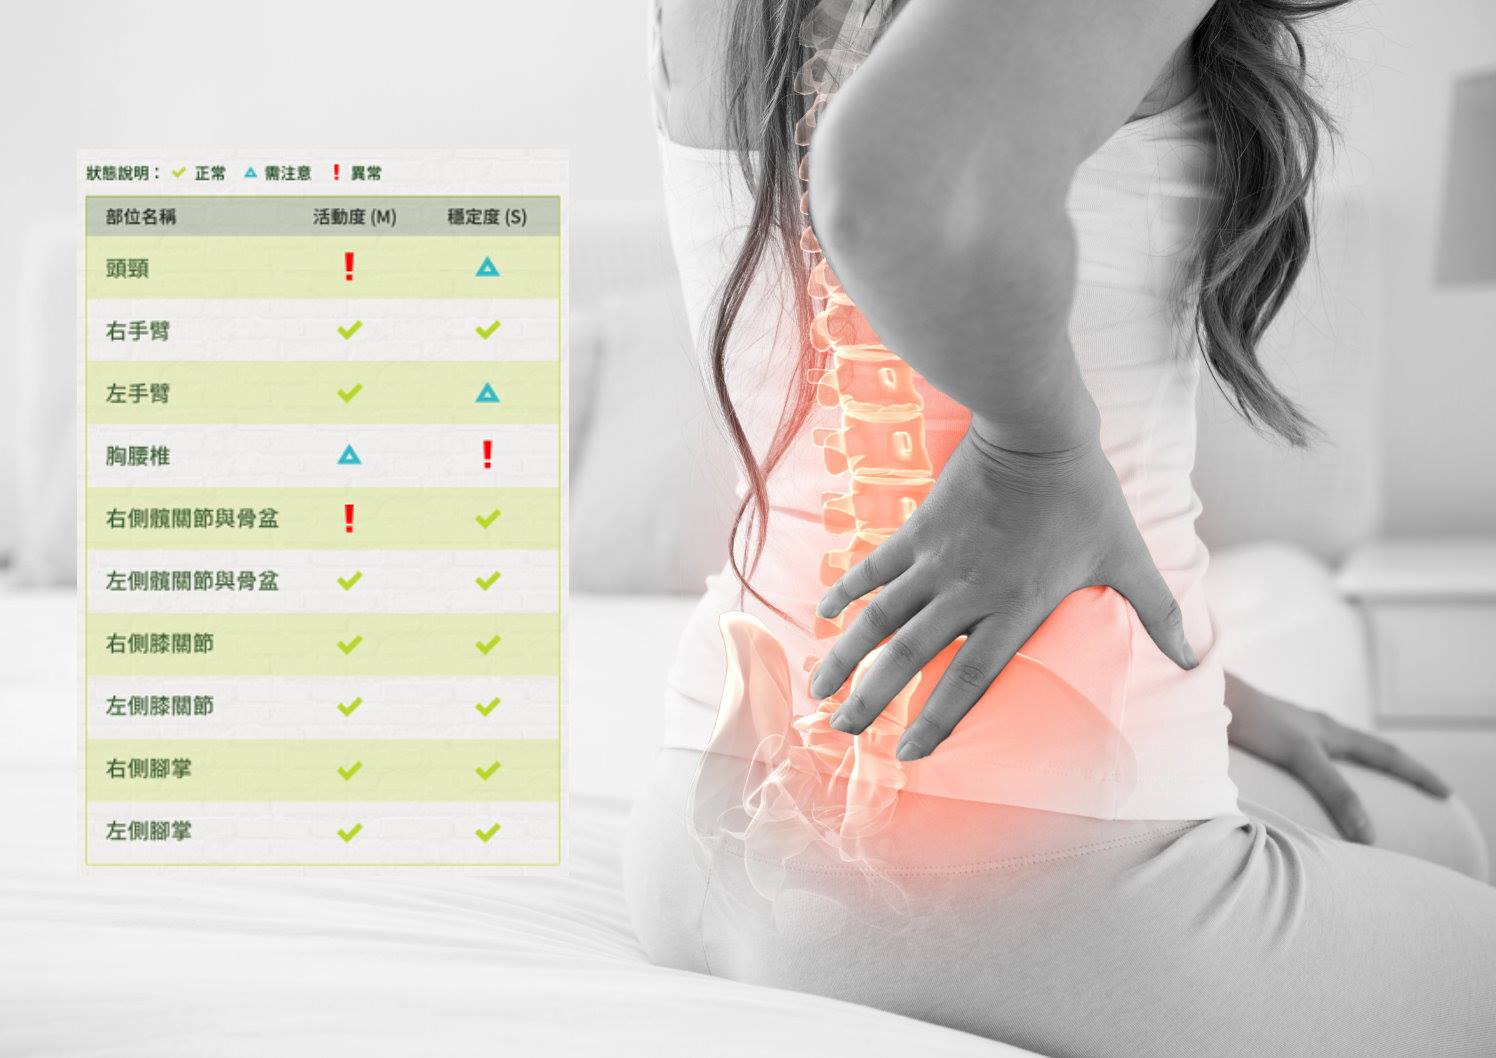 狀態說明： ✓ 正常 △ 需注意 ! 異常
部位名稱 活動度 (M) 穩定度 (S)
頭頸 ! △
右手臂 ✓ ✓
左手臂 ✓ △
胸腰椎 △ !
右側髖關節與骨盆 ! ✓
左側髖關節與骨盆 ✓ ✓
右側膝關節 ✓ ✓
左側膝關節 ✓ ✓
右側腳掌 ✓ ✓
左側腳掌 ✓ ✓